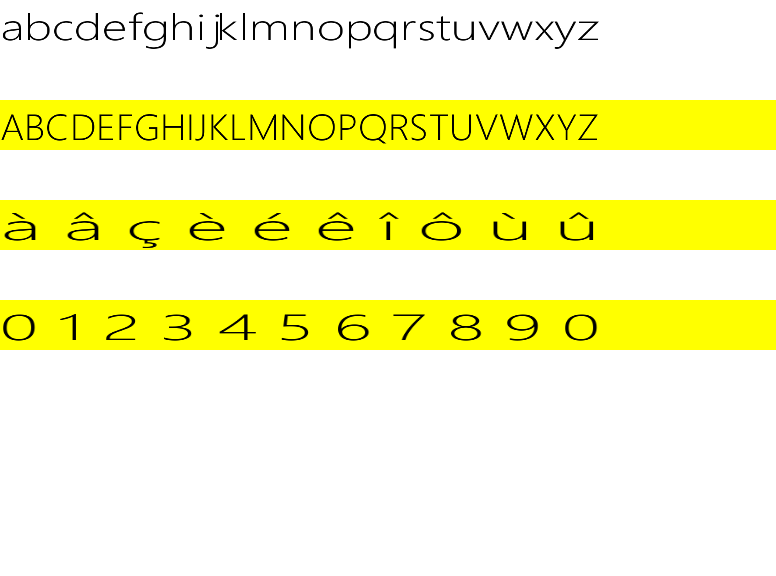 abcdefghijklmnopqrstuvwxyz
ABCDEFGHIJKLMNOPQRSTUVWXYZ
à â ç è é ê î ô ù û
0 1 2 3 4 5 6 7 8 9 0